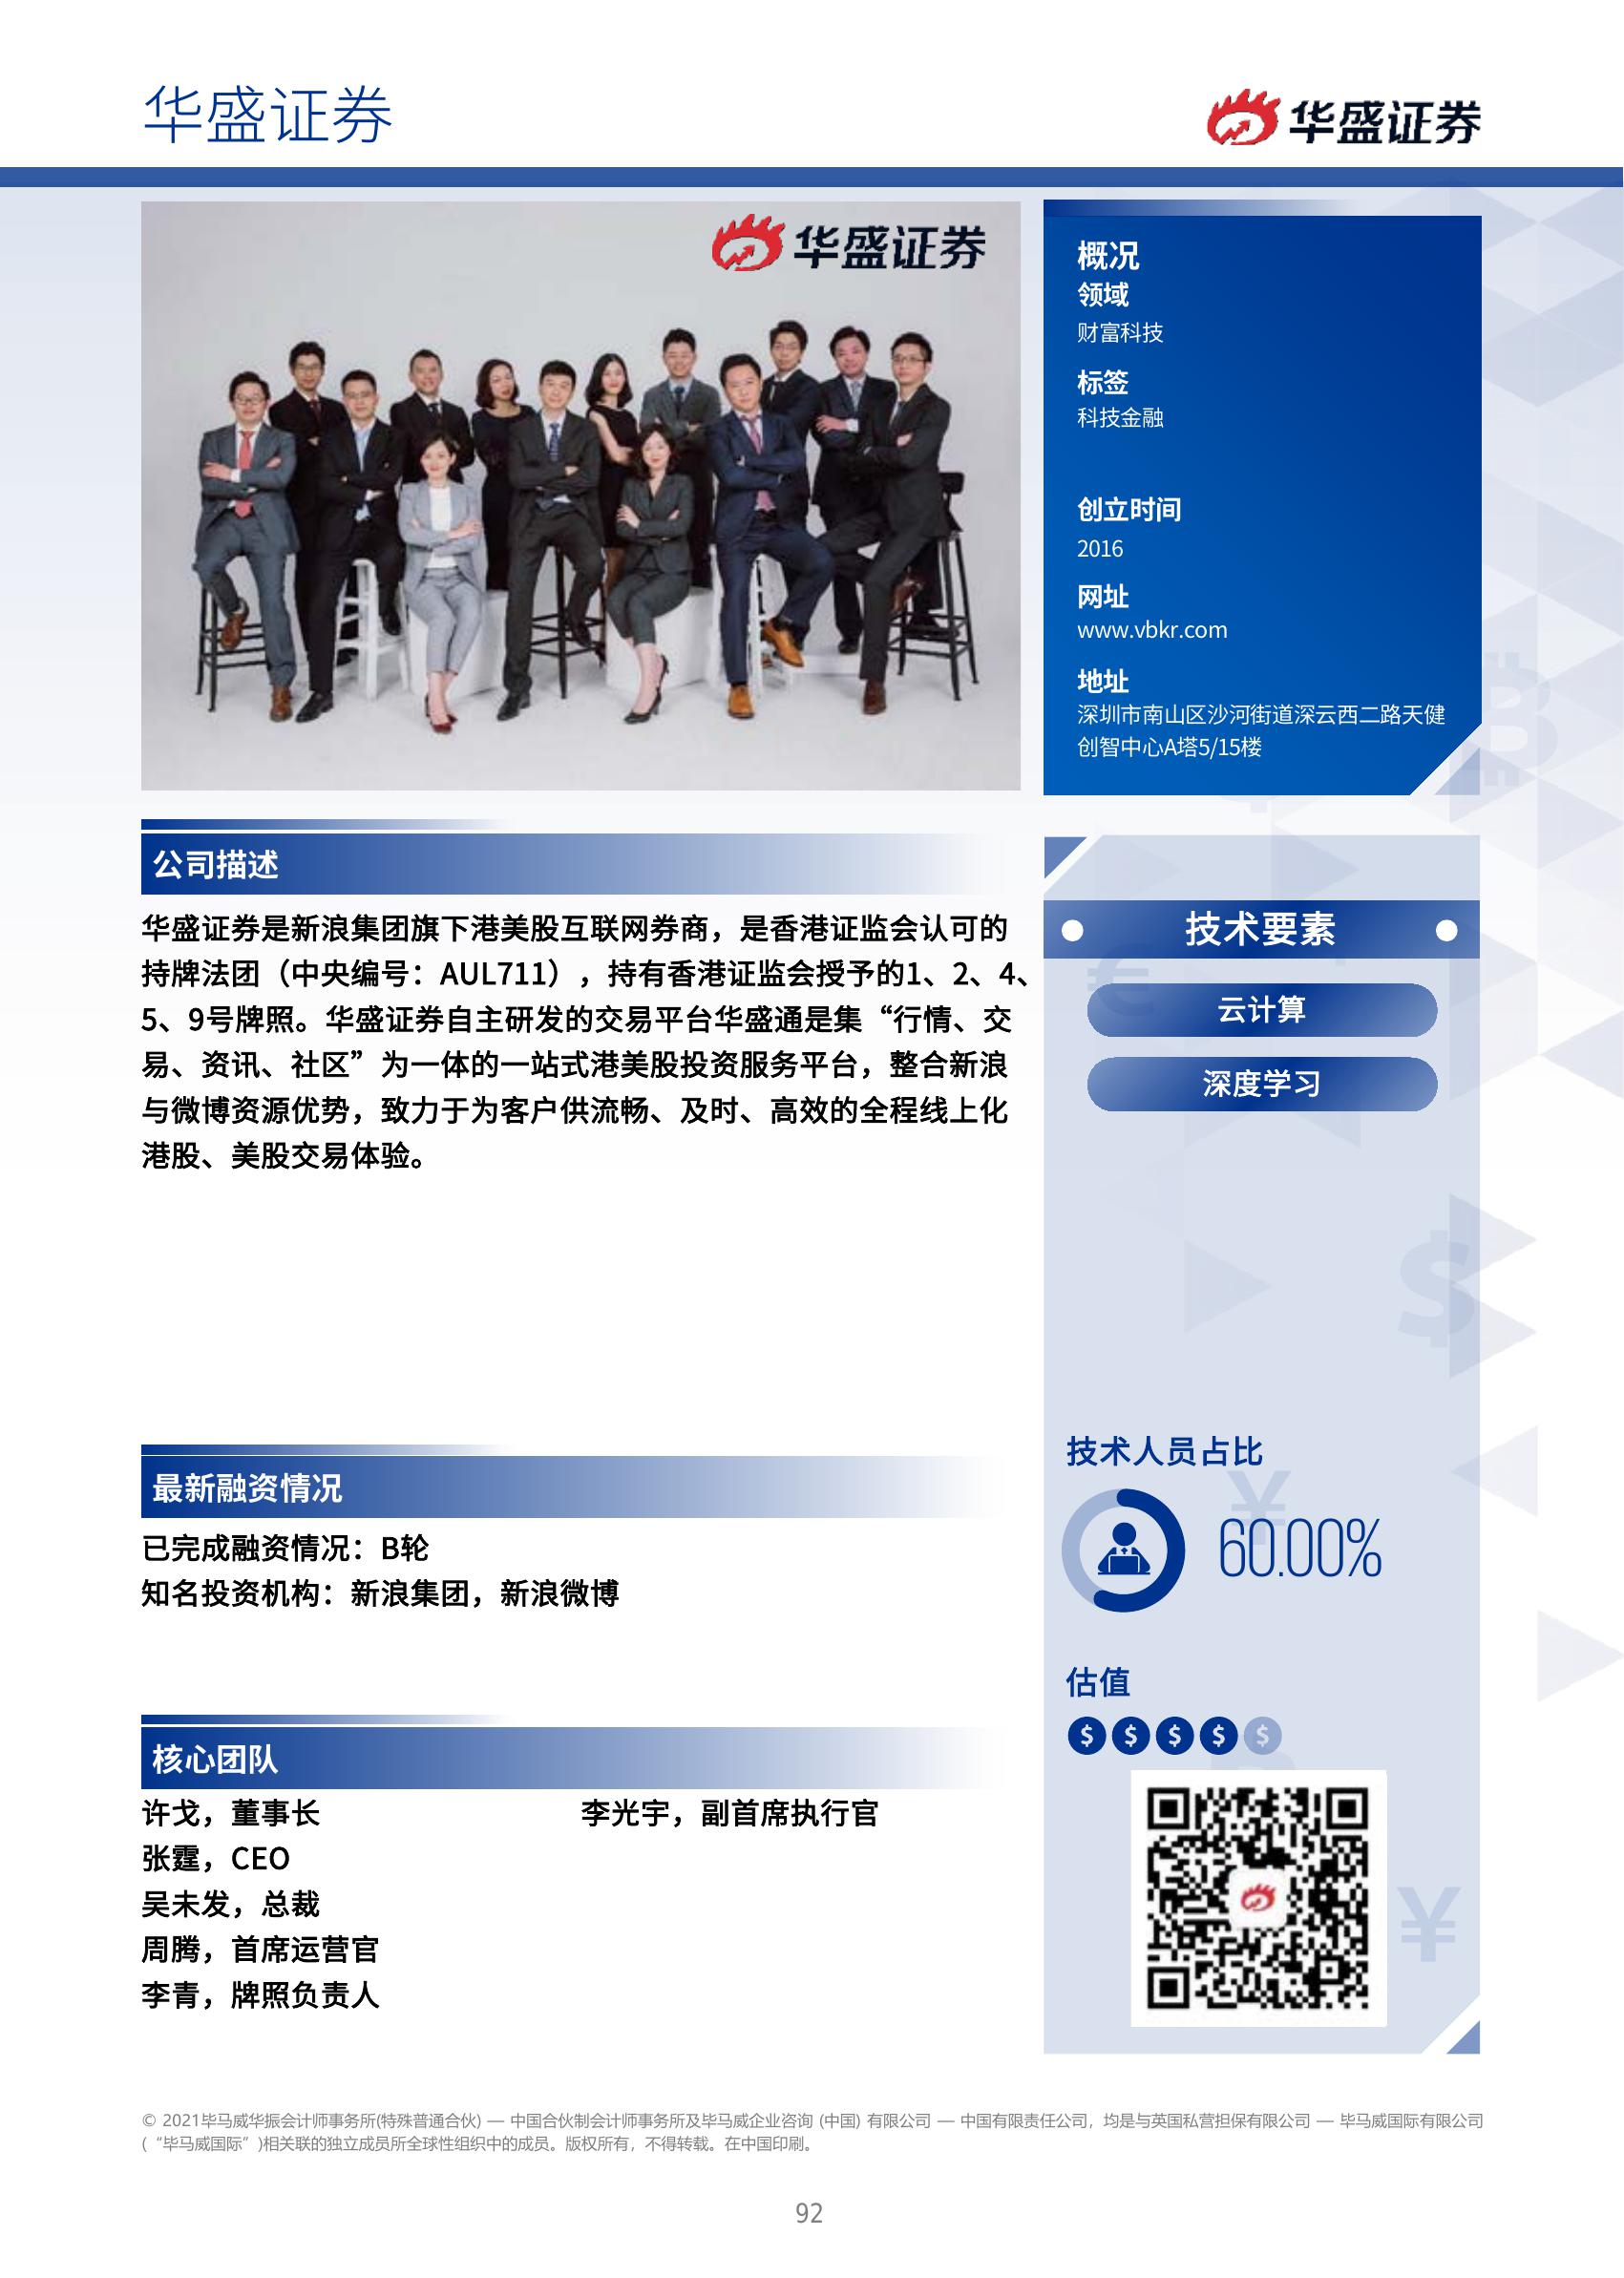 华盛证券
华盛证券
华盛证券
概况
领域
财富科技
标签
科技金融
创立时间
2016
网址
www.vbkr.com
地址
深圳市南山区沙河街道深云西二路天健
创智中心A塔5/15楼
公司描述
华盛证券是新浪集团旗下港美股互联网券商，是香港证监会认可的
持牌法团（中央编号：AUL711），持有香港证监会授予的1、2、4、
5、9号牌照。华盛证券自主研发的交易平台华盛通是集“行情、交
易、资讯、社区”为一体的一站式港美股投资服务平台，整合新浪
与微博资源优势，致力于为客户供流畅、及时、高效的全程线上化
港股、美股交易体验。
最新融资情况
已完成融资情况：B轮
知名投资机构：新浪集团，新浪微博
核心团队
许戈，董事长
张霆，CEO
吴未发，总裁
周腾，首席运营官
李青，牌照负责人
李光宇，副首席执行官
技术要素
云计算
深度学习
技术人员占比
60.00%
估值
$ $ $ $ $
© 2021毕马威华振会计师事务所(特殊普通合伙) — 中国合伙制会计师事务所及毕马威企业咨询 (中国) 有限公司 — 中国有限责任公司，均是与英国私营担保有限公司 — 毕马威国际有限公司
(“毕马威国际”)相关联的独立成员所全球性组织中的成员。版权所有，不得转载。在中国印刷。
92